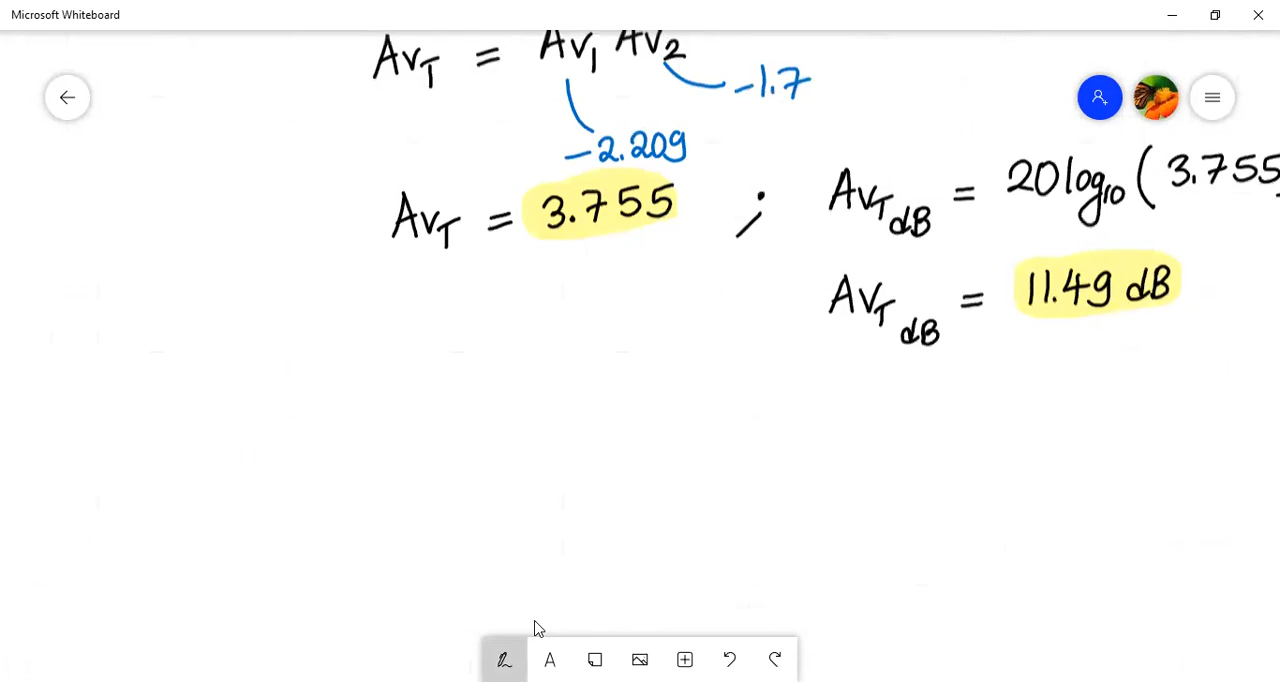 Microsoft Whiteboard
AvT = Av1 Av2
-1.7
-2.209
AvT = 3.755 ; AvTdB = 20log10 (3.755
AvTdB = 11.49 dB
A